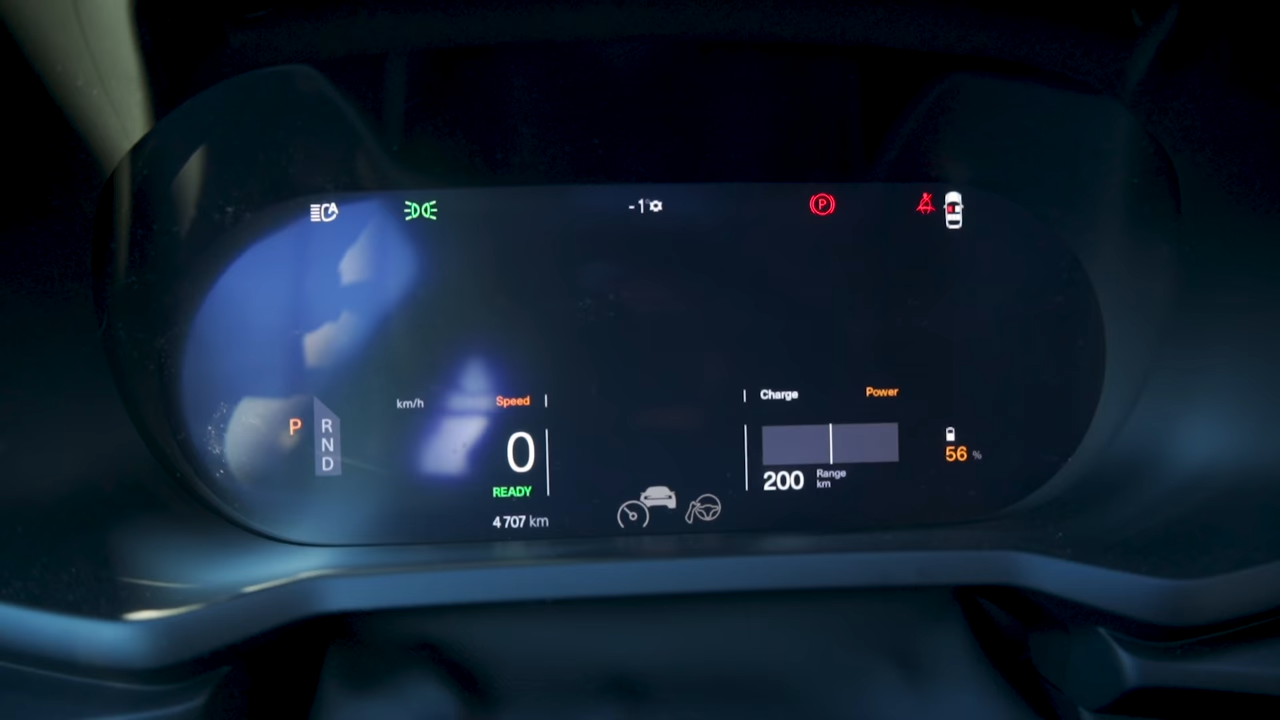 -1°
P
km/h Speed
P R
N
D
0
READY
4 707 km
Charge Power
200 Range
km
56 %